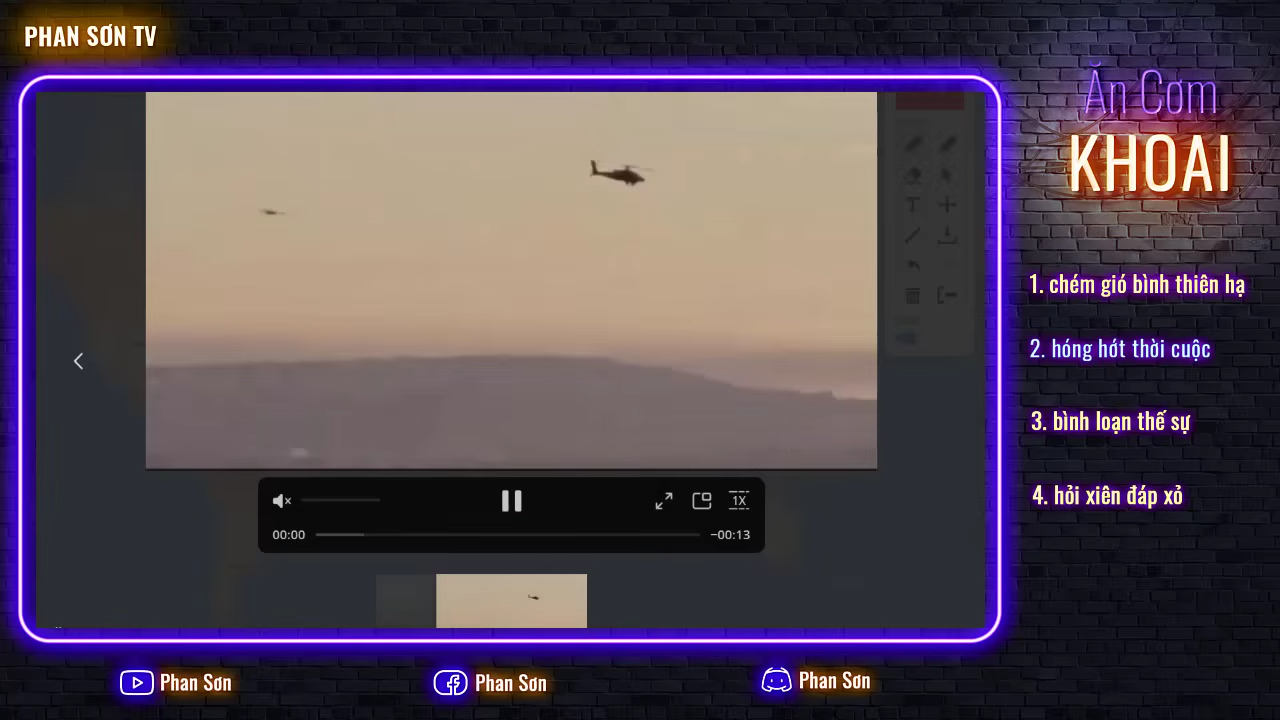 PHAN SƠN TV
Ăn Cơm
KHOAI
1. chém gió bình thiên hạ
2. hóng hớt thời cuộc
3. bình loạn thế sự
4. hỏi xiên đáp xỏ
1X
00:00
−00:13
Phan Sơn
Phan Sơn
Phan Sơn